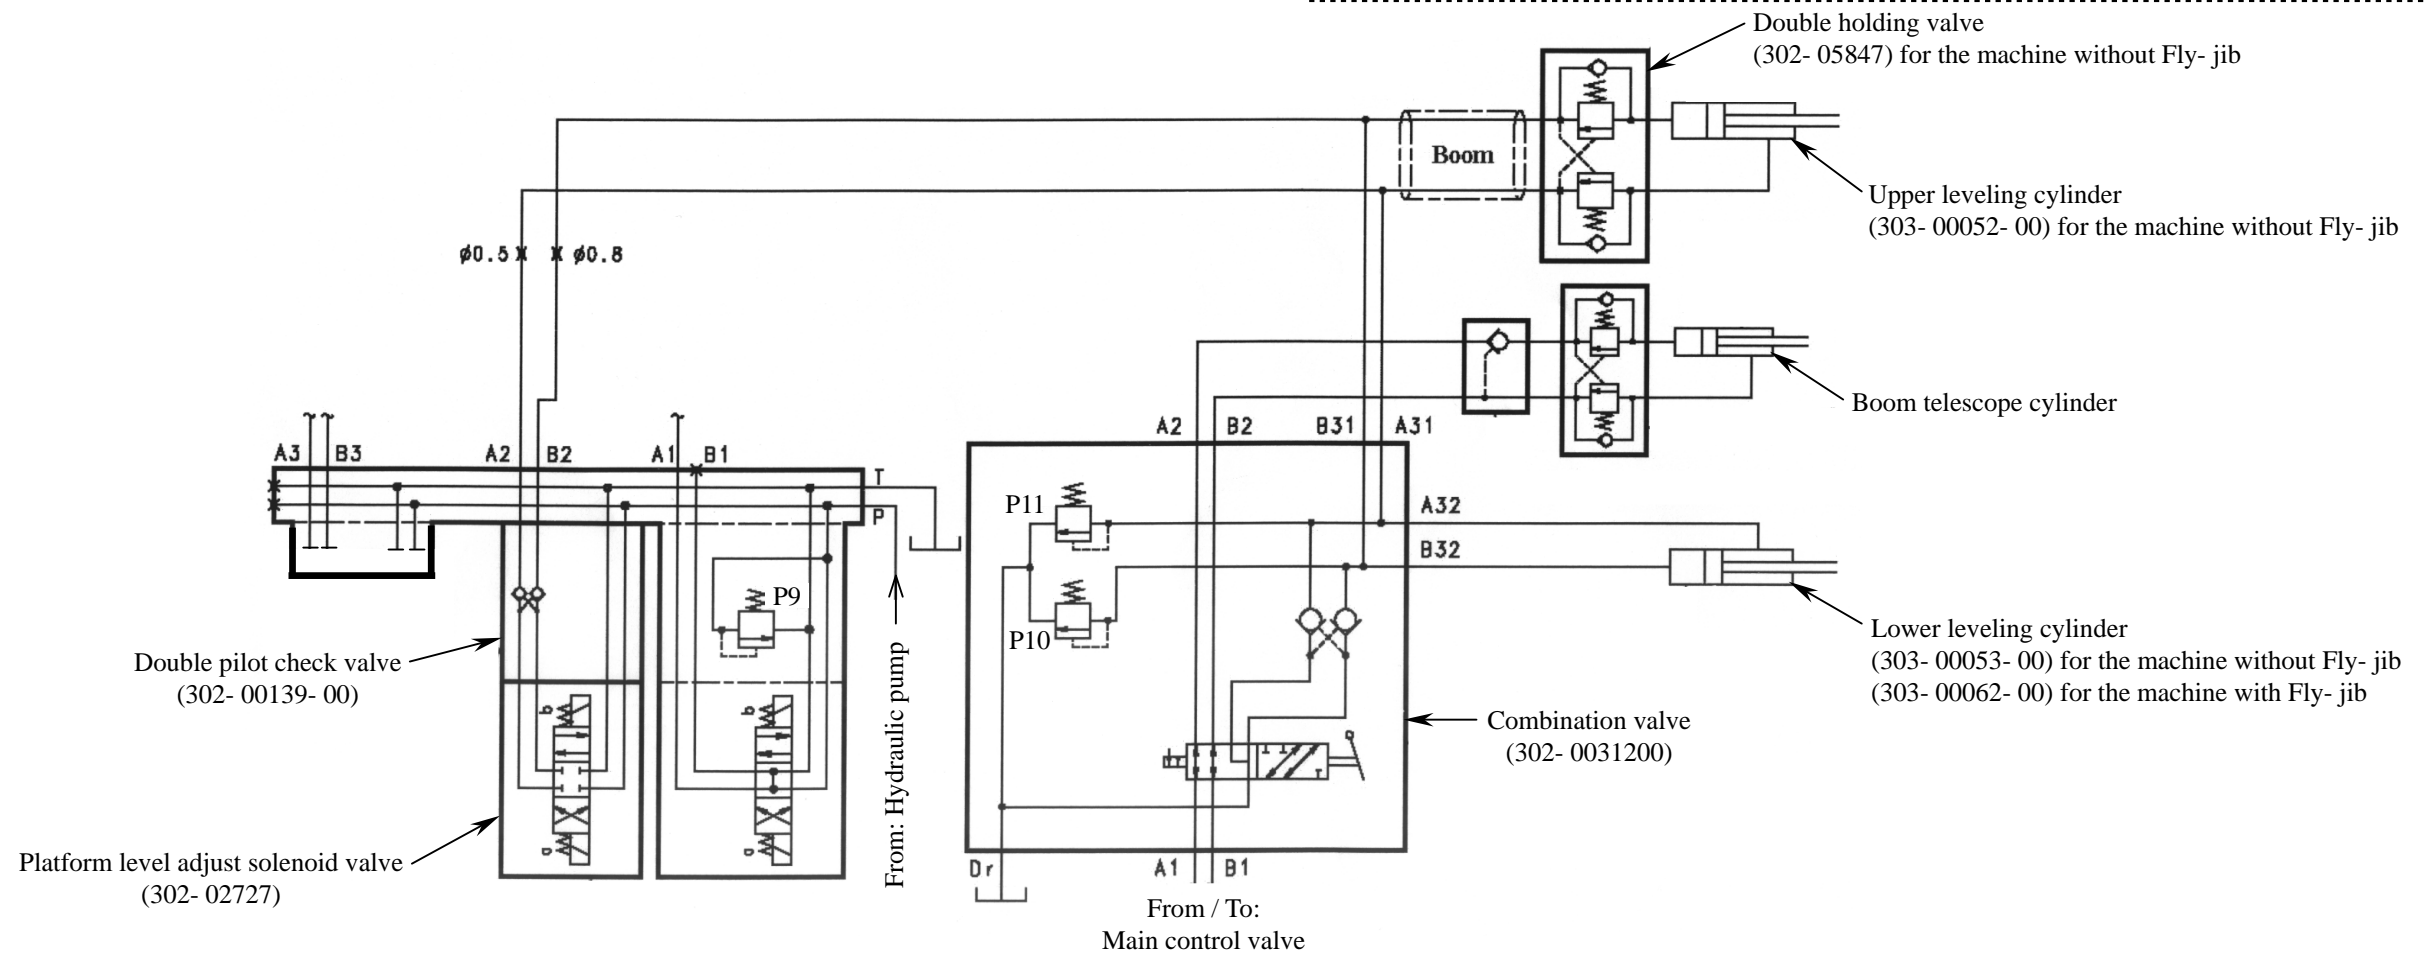 Double holding valve
(302- 05847) for the machine without Fly- jib
Boom
Upper leveling cylinder
(303- 00052- 00) for the machine without Fly- jib
ø0.5
ø0.8
Boom telescope cylinder
A2
B2
B31
A31
A3
B3
A2
B2
A1
B1
T
P
P11
A32
B32
P10
P9
Lower leveling cylinder
(303- 00053- 00) for the machine without Fly- jib
(303- 00062- 00) for the machine with Fly- jib
Double pilot check valve
(302- 00139- 00)
b
b
From: Hydraulic pump
Combination valve
(302- 0031200)
Platform level adjust solenoid valve
(302- 02727)
a
a
Dr
A1
B1
From / To:
Main control valve